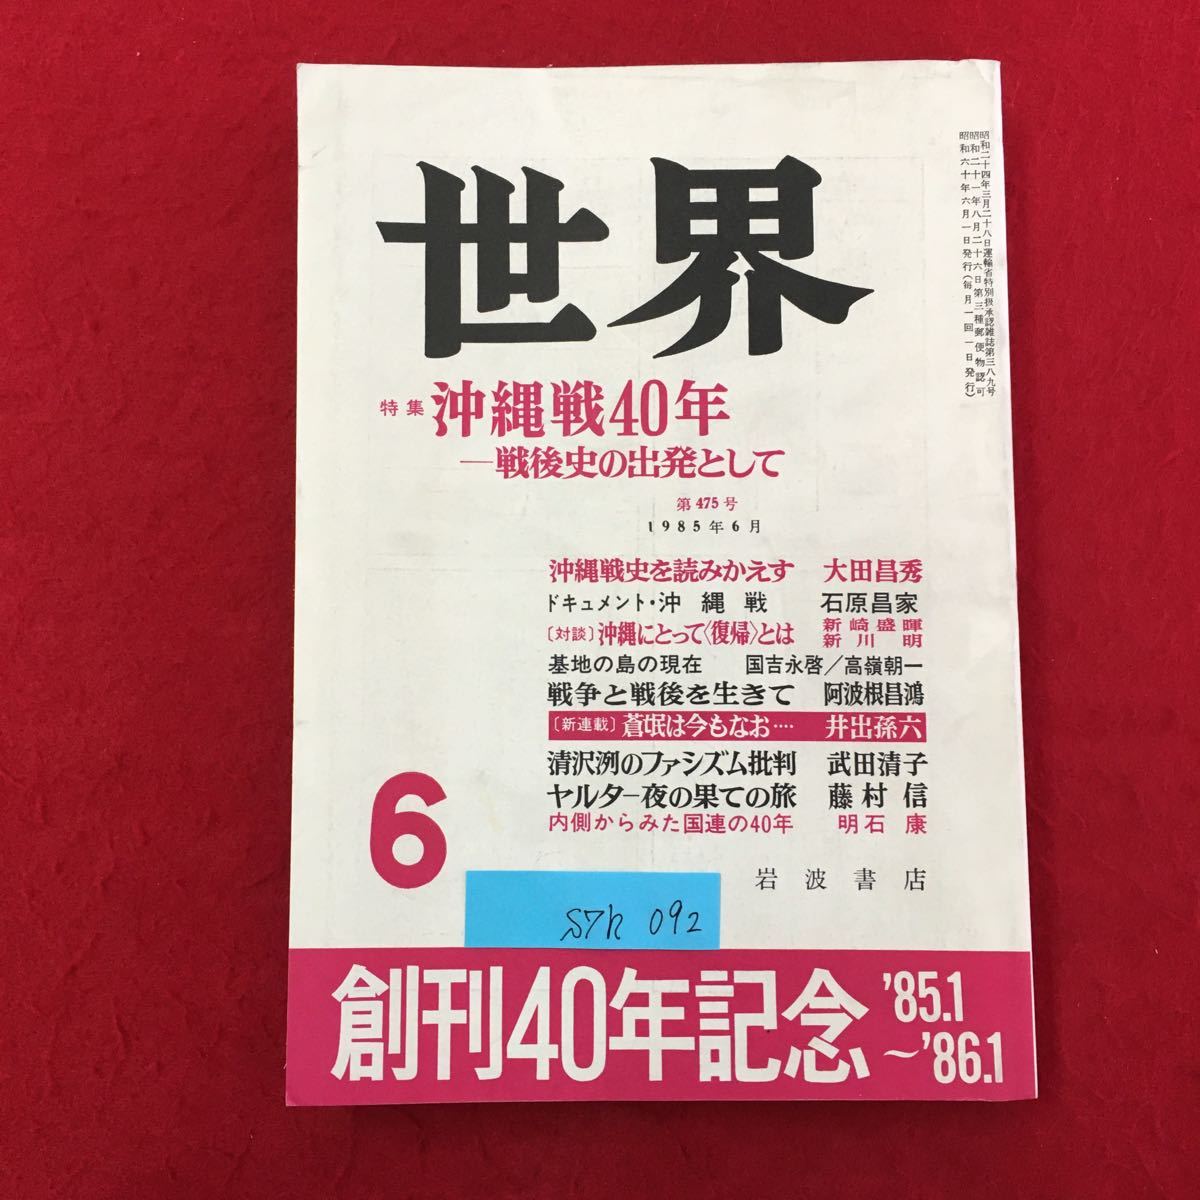 世界
昭和二十四年三月二十八日運輸省特別扱承認雑誌第三八九号
昭和二十一年八月二十六日第三種郵便物認可
昭和六十年六月一日発行(毎月一回一日発行)
特集 沖縄戦40年
―戦後史の出発として
第475号
1985年6月
沖縄戦史を読みかえす 大田昌秀
ドキュメント・沖縄戦 石原昌家
〔対談〕沖縄にとって〈復帰〉とは 新崎盛暉
新川明
基地の島の現在 国吉永啓/高嶺朝一
戦争と戦後を生きて 阿波根昌鴻
〔新連載〕蒼氓は今もなお‥‥ 井出孫六
清沢洌のファシズム批判 武田清子
ヤルタ―夜の果ての旅 藤村信
内側からみた国連の40年 明石康
6
岩波書店
S7h 092
創刊40年記念 '85.1
〜'86.1